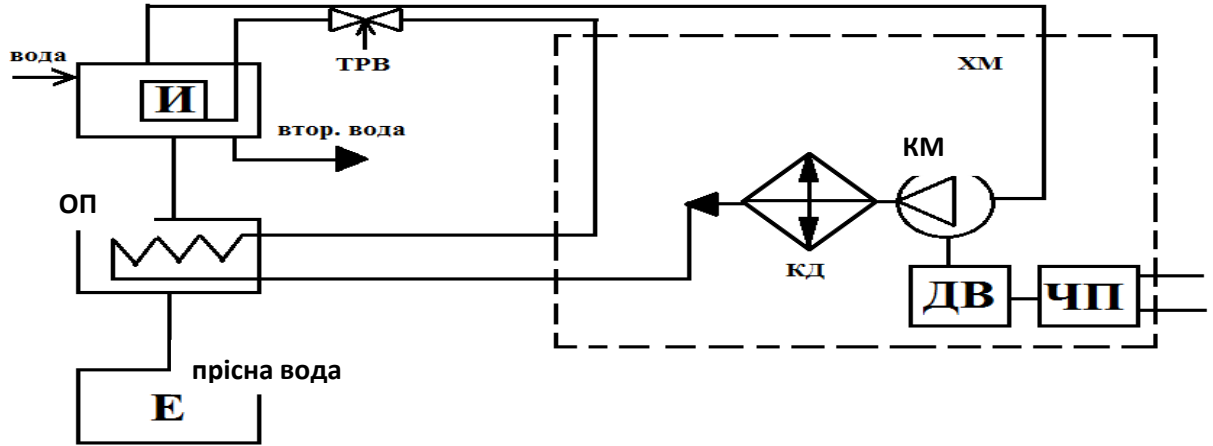 вода
ТРВ
ХМ
И
втор. вода
КМ
ОП
КД
ДВ
ЧП
прісна вода
Е